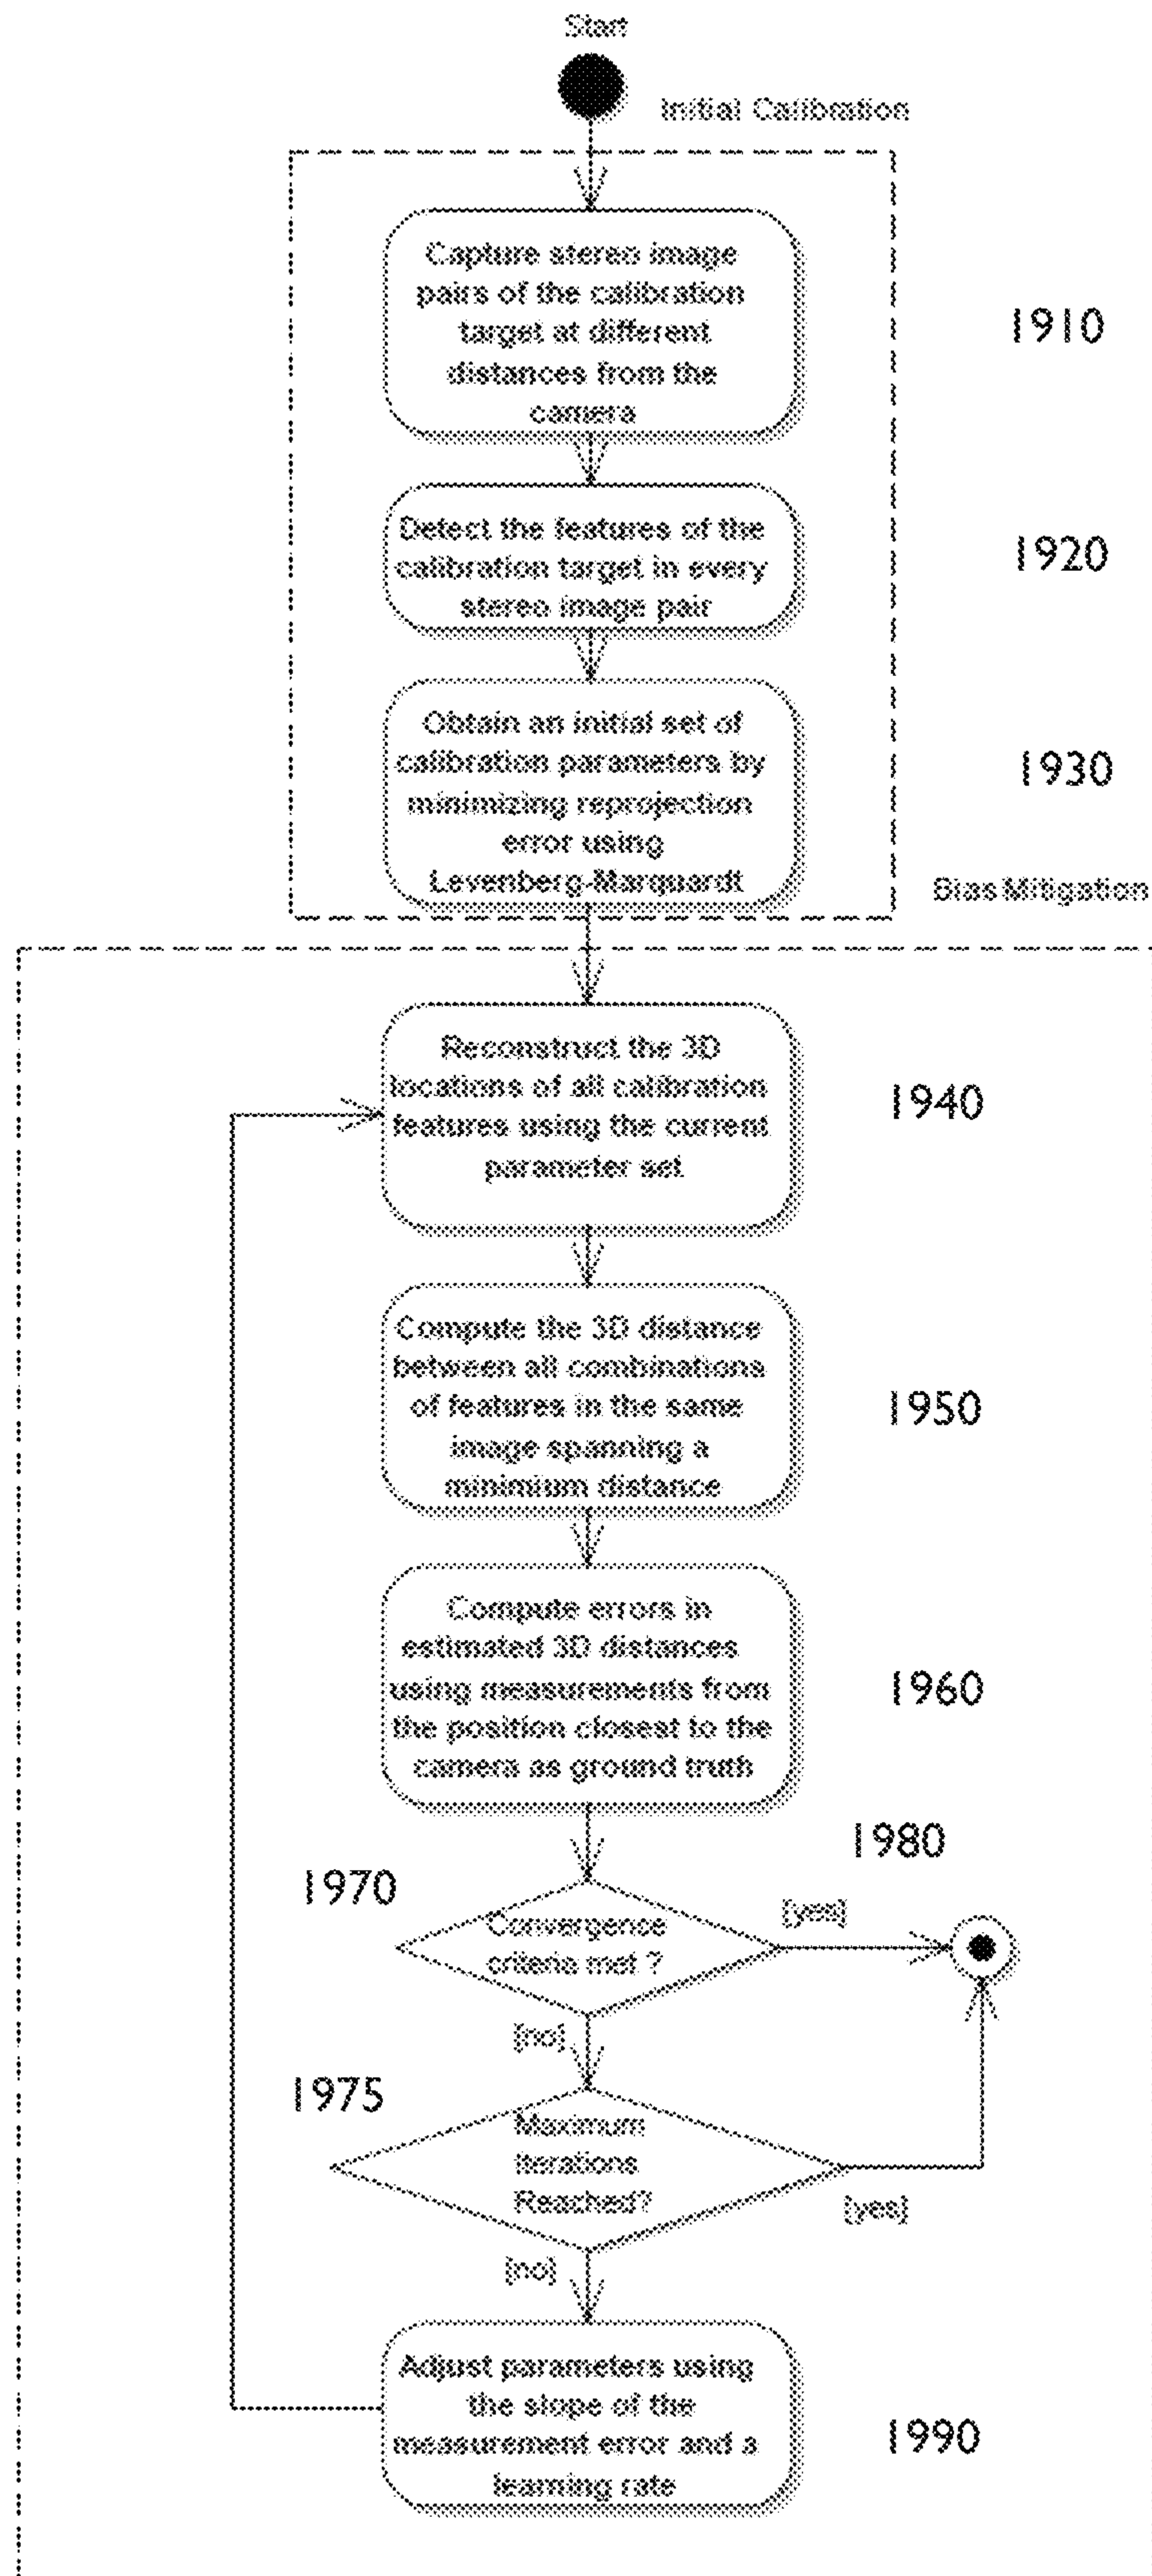 Start
Initial Calibration
Capture stereo image
pairs of the calibration
target at different
distances from the
camera
1910
Detect the features of the
calibration target in every
stereo image pair
1920
Obtain an initial set of
calibration parameters by
minimizing reprojection
error using
Levenberg-Marquardt
1930
Bias Mitigation
Reconstruct the 3D
locations of all calibration
features using the current
parameter set
1940
Compute the 3D distance
between all combinations
of features in the same
image spanning a
minimium distance
1950
Compute errors in
estimated 3D distances
using measurements from
the position closest to the
camera as ground truth
1960
1980
1970
Convergence
criteria met ?
[yes]
[no]
1975
Maximum
Iterations
Reached?
[yes]
[no]
Adjust parameters using
the slope of the
measurement error and a
learning rate
1990